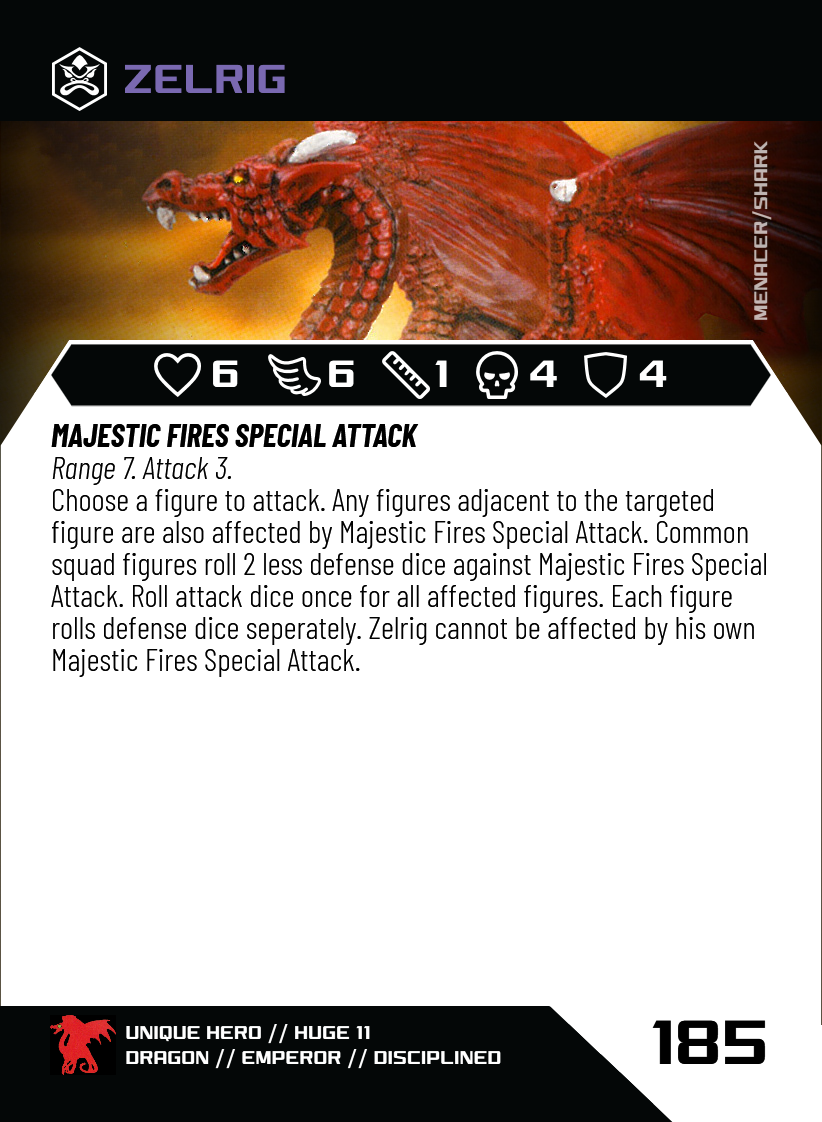 ZELRIG
MENACER/SHARK
6 6 1 4 4
MAJESTIC FIRES SPECIAL ATTACK
Range 7. Attack 3.
Choose a figure to attack. Any figures adjacent to the targeted
figure are also affected by Majestic Fires Special Attack. Common
squad figures roll 2 less defense dice against Majestic Fires Special
Attack. Roll attack dice once for all affected figures. Each figure
rolls defense dice seperately. Zelrig cannot be affected by his own
Majestic Fires Special Attack.
UNIQUE HERO // HUGE 11
DRAGON // EMPEROR // DISCIPLINED
185